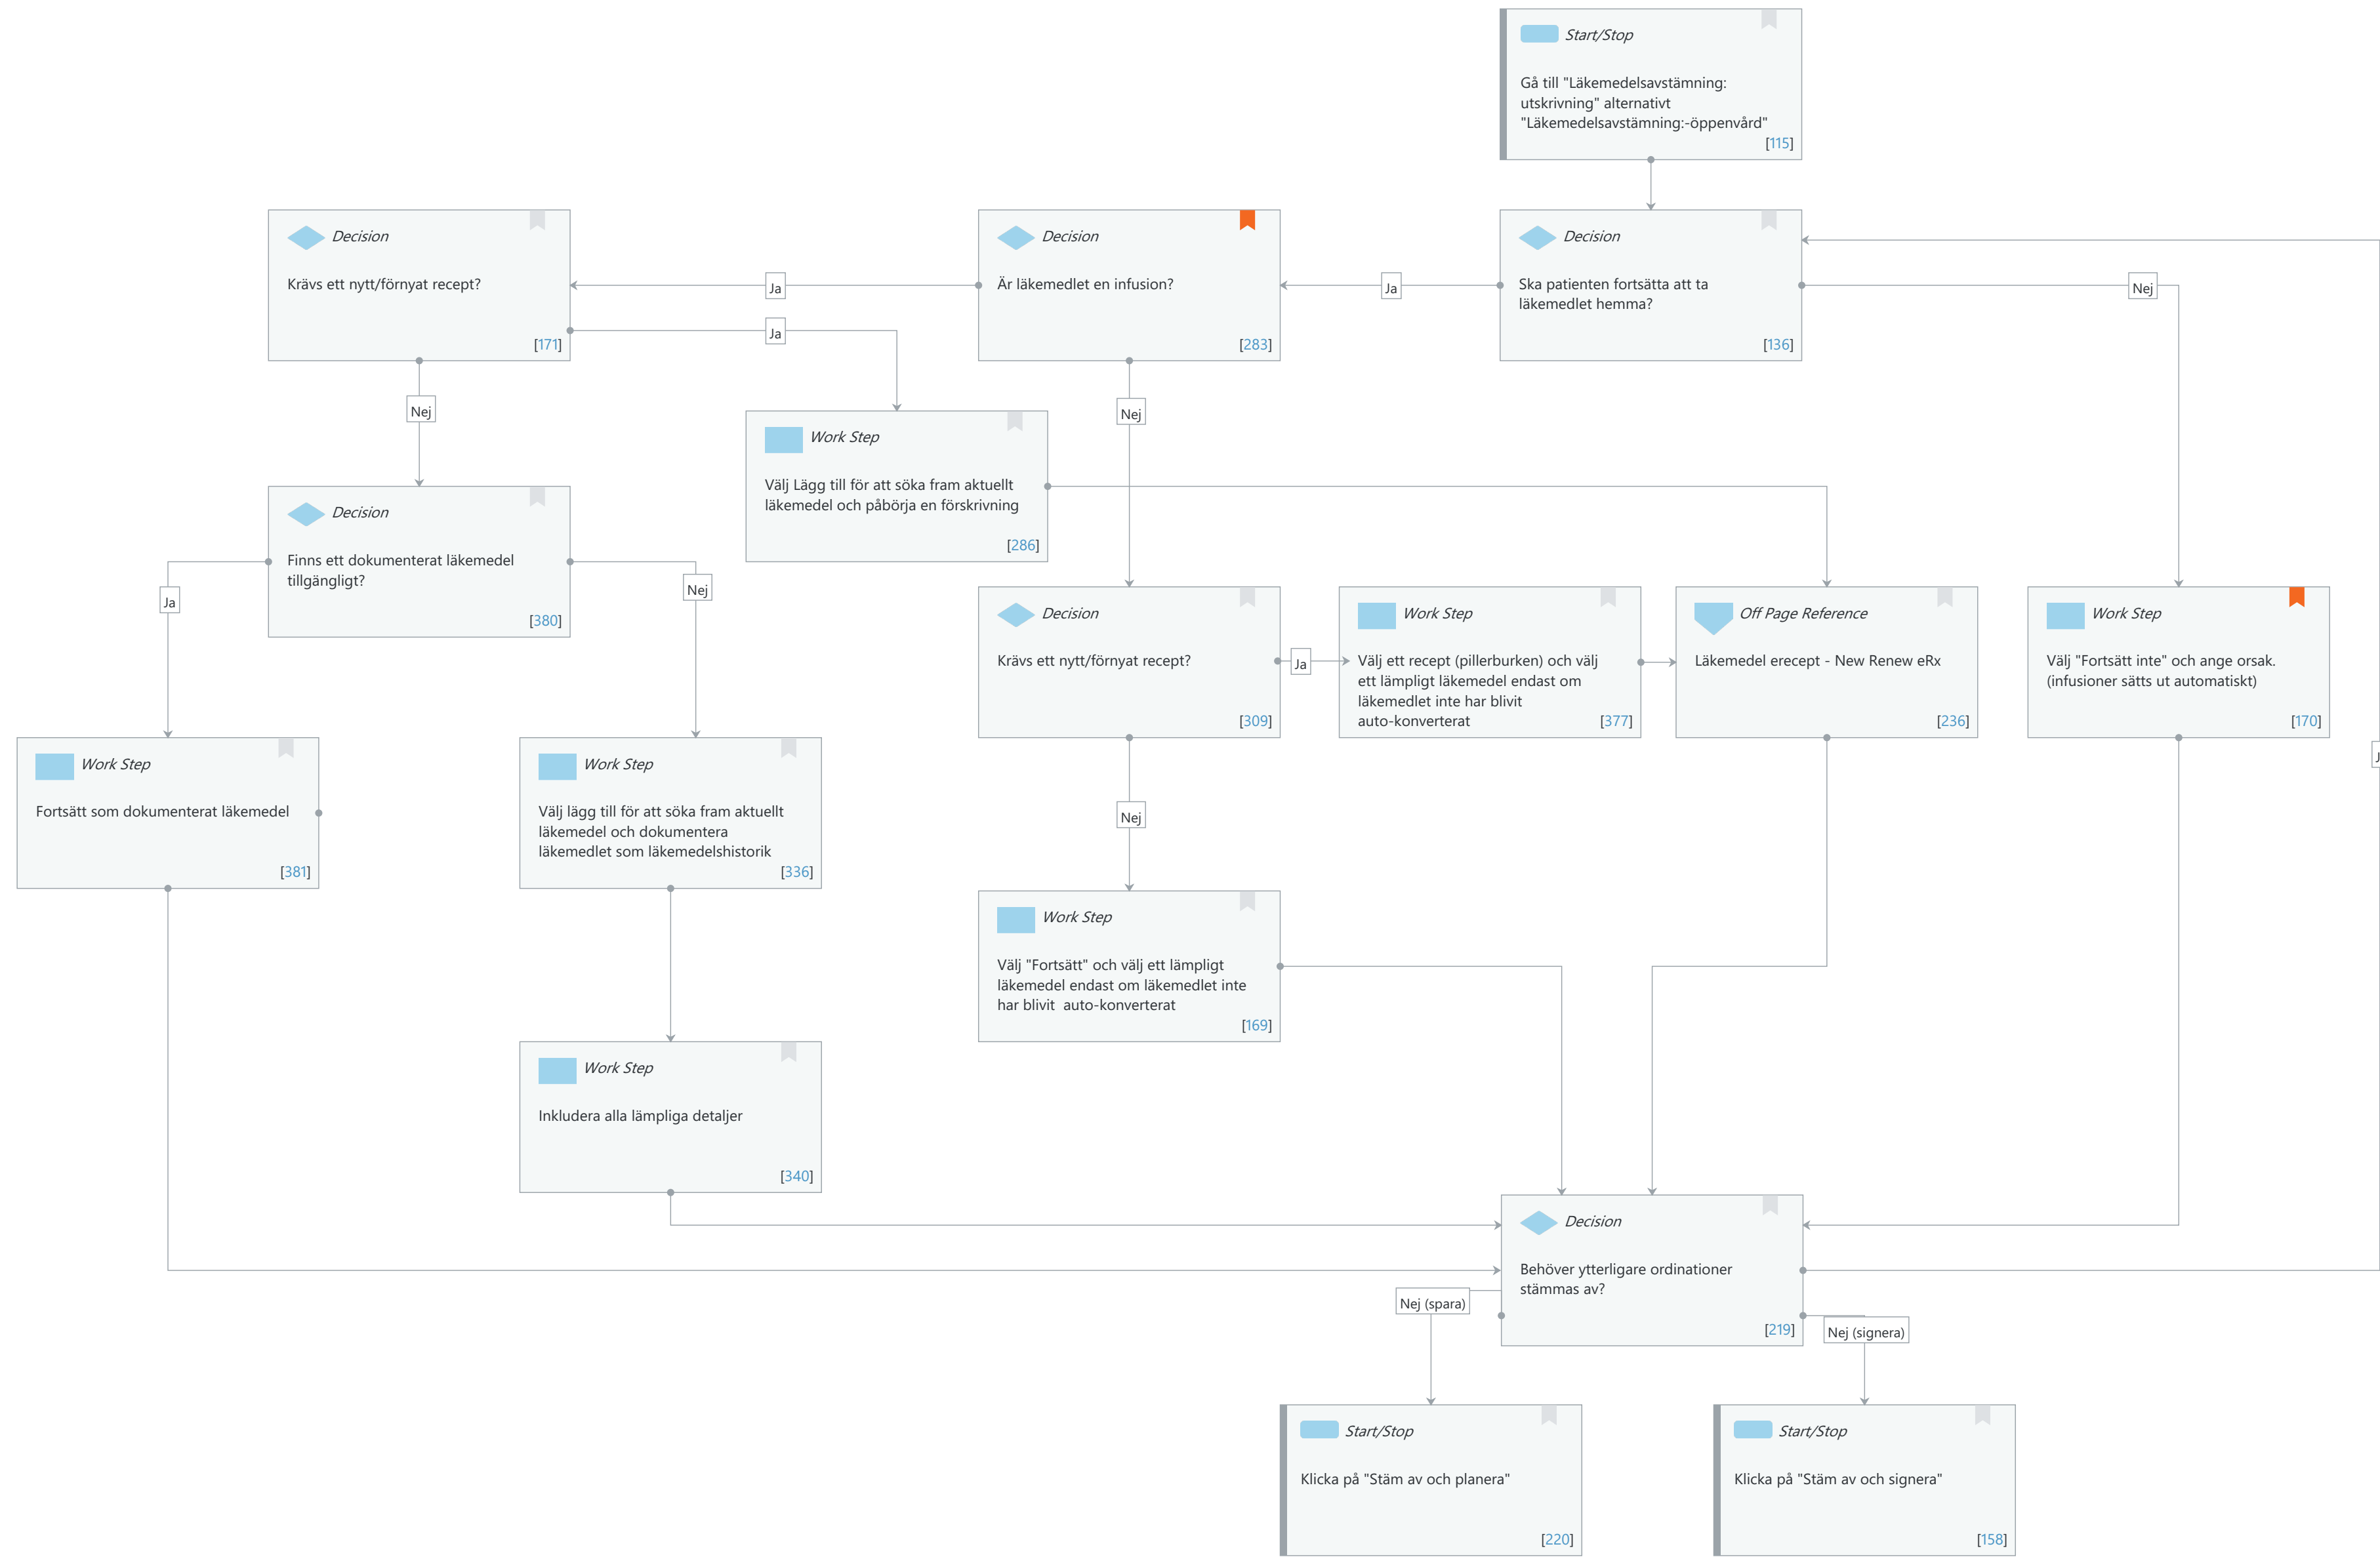 Start/Stop
Gå till "Läkemedelsavstämning:
utskrivning" alternativt
"Läkemedelsavstämning:-öppenvård"
[115]
Decision
Krävs ett nytt/förnyat recept?
[171]
Ja
Ja
Decision
Är läkemedlet en infusion?
[283]
Ja
Decision
Ska patienten fortsätta att ta
läkemedlet hemma?
[136]
Nej
Nej
Nej
Work Step
Välj Lägg till för att söka fram aktuellt
läkemedel och påbörja en förskrivning
[286]
Decision
Finns ett dokumenterat läkemedel
tillgängligt?
[380]
Ja
Nej
Decision
Krävs ett nytt/förnyat recept?
[309]
Ja
Work Step
Välj ett recept (pillerburken) och välj
ett lämpligt läkemedel endast om
läkemedlet inte har blivit
auto-konverterat
[377]
Off Page Reference
Läkemedel erecept - New Renew eRx
[236]
Work Step
Välj "Fortsätt inte" och ange orsak.
(infusioner sätts ut automatiskt)
[170]
Work Step
Fortsätt som dokumenterat läkemedel
[381]
Work Step
Välj lägg till för att söka fram aktuellt
läkemedel och dokumentera
läkemedlet som läkemedelshistorik
[336]
Nej
Work Step
Välj "Fortsätt" och välj ett lämpligt
läkemedel endast om läkemedlet inte
har blivit  auto-konverterat
[169]
Work Step
Inkludera alla lämpliga detaljer
[340]
Decision
Behöver ytterligare ordinationer
stämmas av?
[219]
Nej (spara)
Nej (signera)
Start/Stop
Klicka på "Stäm av och planera"
[220]
Start/Stop
Klicka på "Stäm av och signera"
[158]